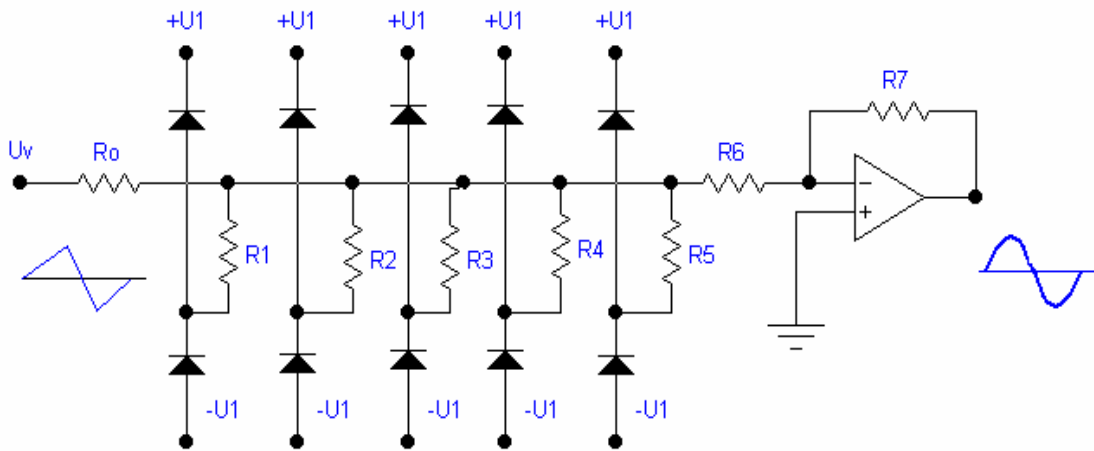 +U1 +U1 +U1 +U1 +U1
R7
Uv Ro R6
R1 R2 R3 R4 R5
-U1 -U1 -U1 -U1 -U1